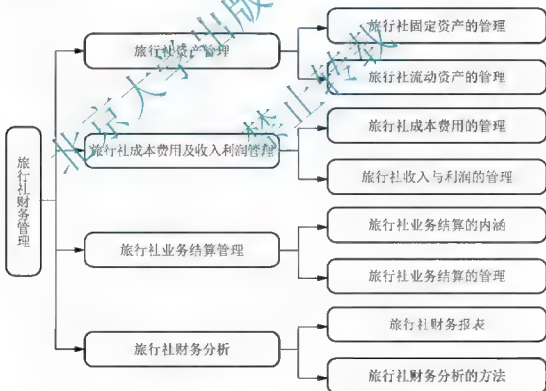 旅行社财务管理
旅行社资产管理
旅行社固定资产的管理
旅行社流动资产的管理
旅行社成本费用及收入利润管理
旅行社成本费用的管理
旅行社收入与利润的管理
旅行社业务结算管理
旅行社业务结算的内涵
旅行社业务结算的管理
旅行社财务分析
旅行社财务报表
旅行社财务分析的方法
北京大学出版
禁止转载